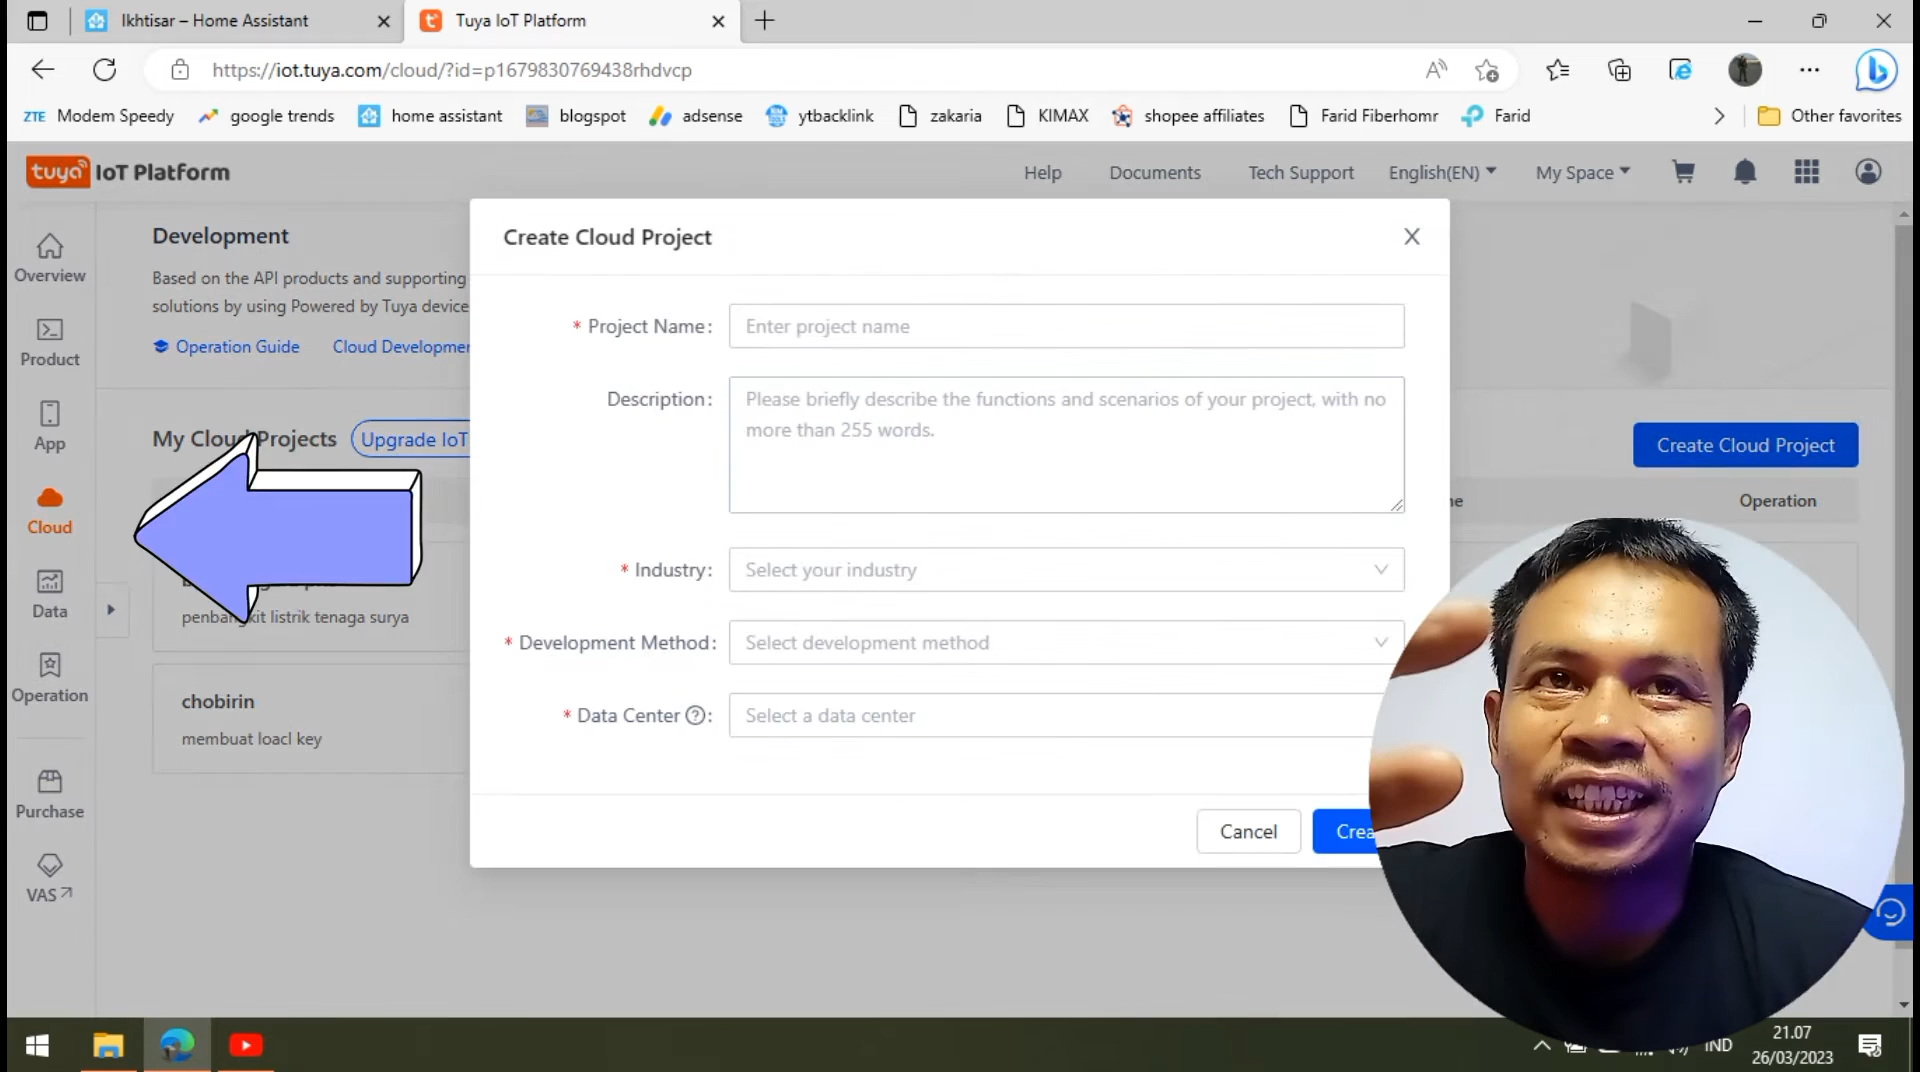 Ikhtisar – Home Assistant
Tuya IoT Platform
https://iot.tuya.com/cloud/?id=p1679830769438rhdvcp
ZTE Modem Speedy
google trends
home assistant
blogspot
adsense
ytbacklink
zakaria
KIMAX
shopee affiliates
Farid Fiberhomr
Farid
Other favorites
tuya IoT Platform
Help
Documents
Tech Support
English(EN)
My Space
Overview
Product
App
Cloud
Data
Operation
Purchase
VAS
Development
Based on the API products and supporting
solutions by using Powered by Tuya device
Operation Guide
Cloud Developmen
My Cloud Projects
Upgrade IoT
Create Cloud Project
Operation
penbangkit listrik tenaga surya
chobirin
membuat loacl key
Create Cloud Project
* Project Name:
Enter project name
Description:
Please briefly describe the functions and scenarios of your project, with no
more than 255 words.
* Industry:
Select your industry
* Development Method:
Select development method
* Data Center ?:
Select a data center
Cancel
Crea
IND
21.07
26/03/2023